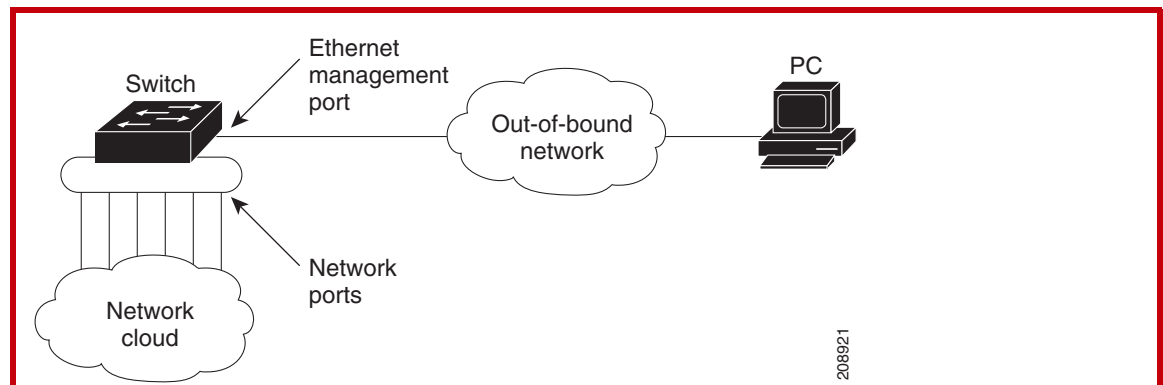 Ethernet
management
port
Switch
PC
Out-of-bound
network
Network
ports
Network
cloud
208921